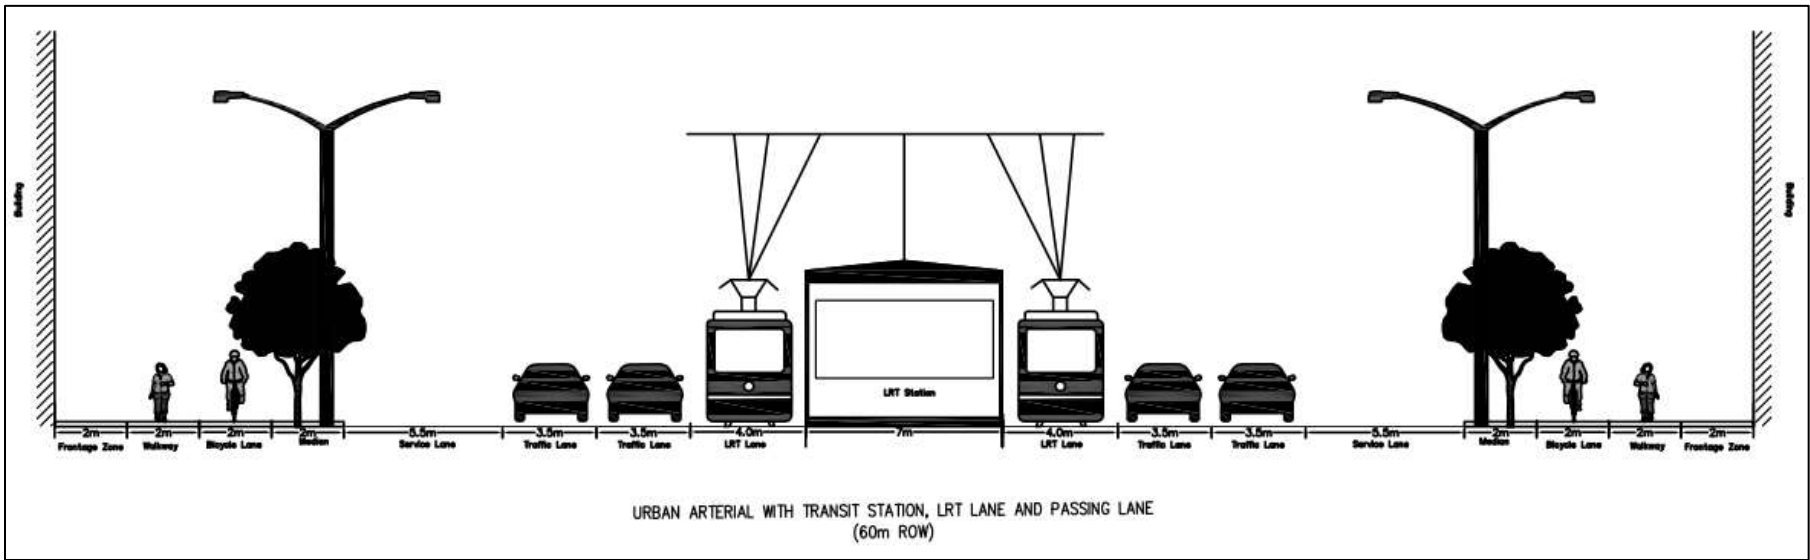 Building
Building
LRT Station
2m 2m 2m 2m 5.5m 3.5m 3.5m 4.0m 7m 4.0m 3.5m 3.5m 5.5m 2m 2m 2m 2m
Frontage Zone Walkway Bicycle Lane Median Service Lane Traffic Lane Traffic Lane LRT Lane LRT Lane Traffic Lane Traffic Lane Service Lane Median Bicycle Lane Walkway Frontage Zone
URBAN ARTERIAL WITH TRANSIT STATION, LRT LANE AND PASSING LANE
(60m ROW)